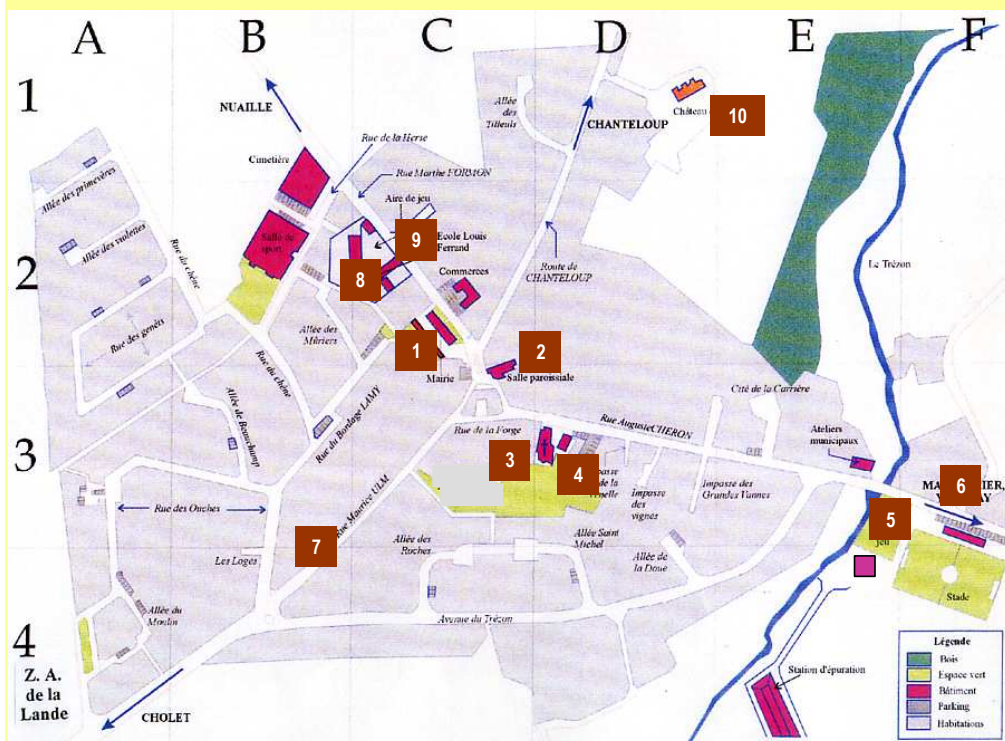 A B C D E F
1
2
3
4
NUAILLE
Rue de la Herse
Rue Marthe FORMON
Cimetière
Aire de jeu
Allée
des
Tilleuls
CHANTELOUP
Château
10
Allée des primevères
Allée des violettes
Rue du chêne
Salle de
sport
9
Ecole Louis
Ferrand
8
Commerces
Route de
CHANTELOUP
Le Trézon
Rue des genêts
Allée des
Mûriers
1
Mairie
2
Salle paroissiale
Cité de la Carrière
Rue du chêne
Allée de Beauchamp
Rue du Bordage LAMY
Rue de la Forge
Rue Auguste CHERON
Ateliers
municipaux
3
4
de la
Impasse
des
vignes
Impasse des
Grandes Vannes
6
5
jeu
Rue des Ouches
Rue Maurice ULM
7
Les Loges
Allée des
Roches
Allée Saint
Michel
Allée de
la Doue
Stade
Allée du
Moulin
Avenue du Trézon
Z. A.
de la
Lande
CHOLET
Station d'épuration
Légende
Bois
Espace vert
Bâtiment
Parking
Habitations